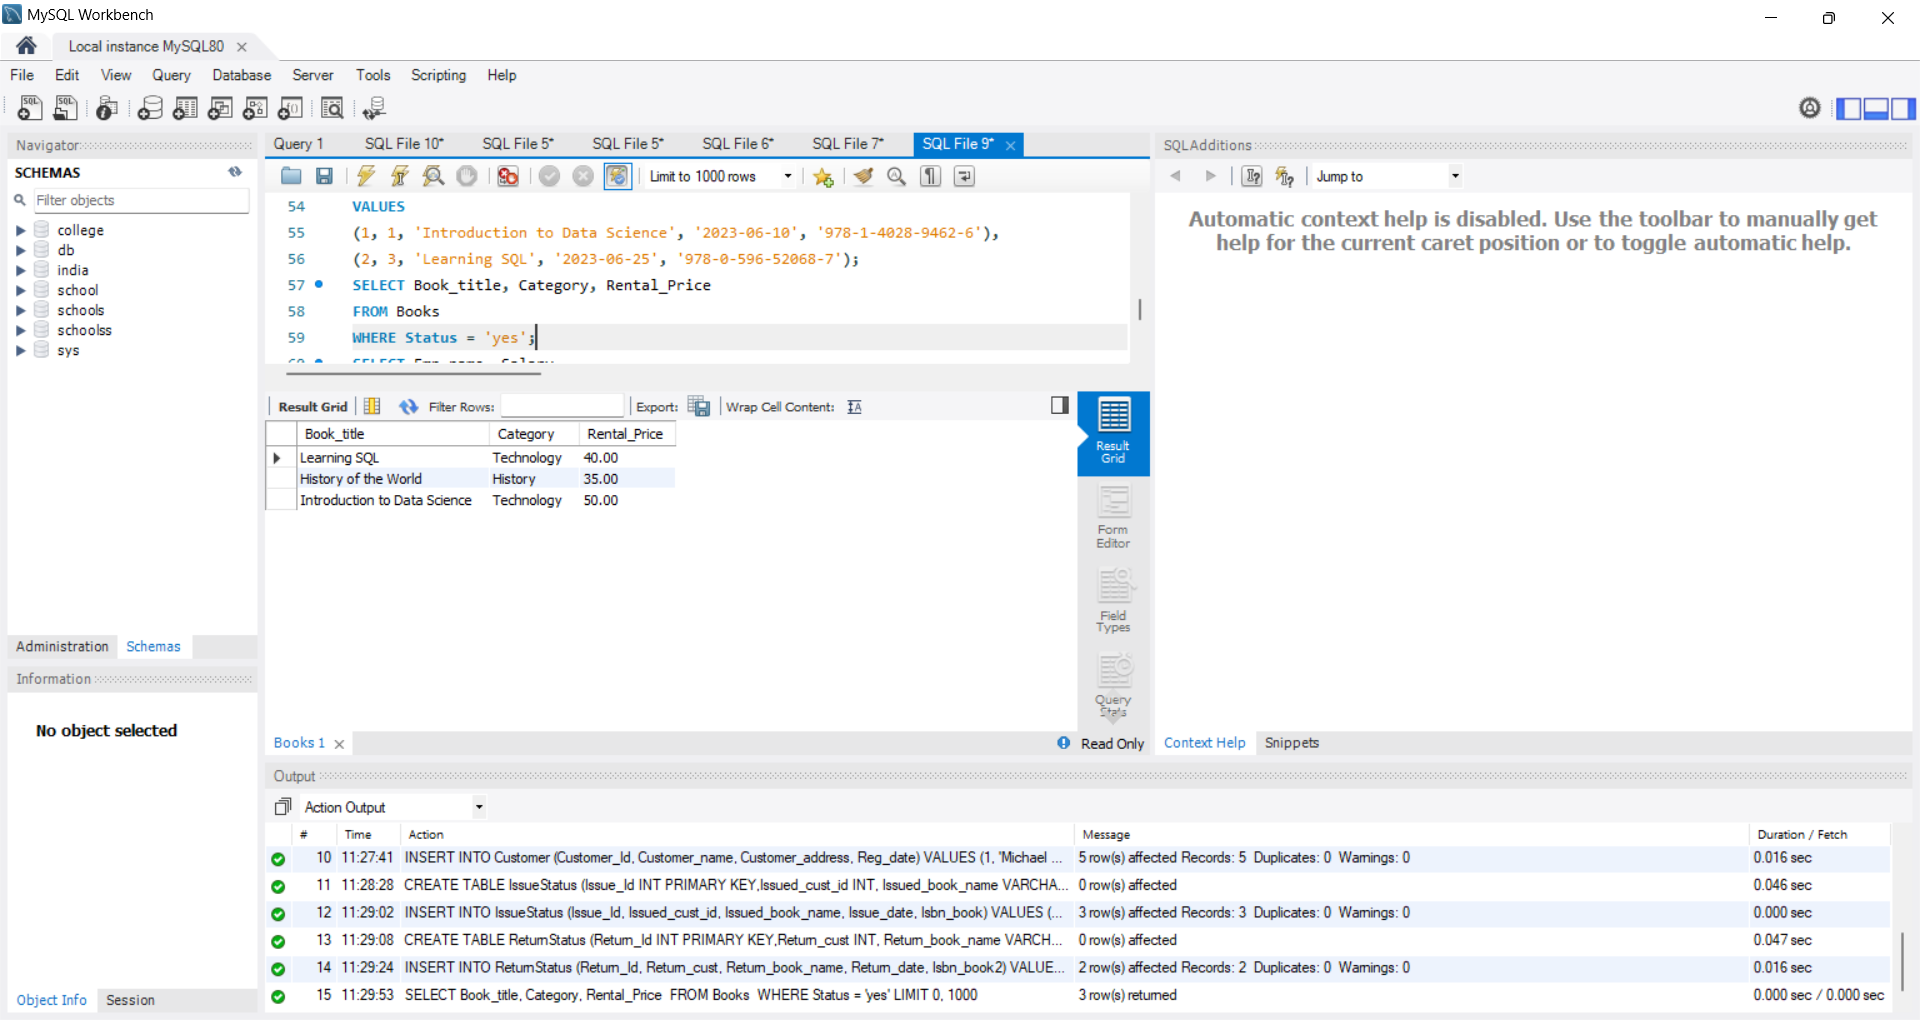 MySQL Workbench
Local instance MySQL80
File Edit View Query Database Server Tools Scripting Help
Navigator
SCHEMAS
Filter objects
college
db
india
school
schools
schoolss
sys
Administration Schemas
Information
No object selected
Object Info Session
Query 1 SQL File 10* SQL File 5* SQL File 5* SQL File 6* SQL File 7* SQL File 9*
Limit to 1000 rows
54 VALUES
55 (1, 1, 'Introduction to Data Science', '2023-06-10', '978-1-4028-9462-6'),
56 (2, 3, 'Learning SQL', '2023-06-25', '978-0-596-52068-7');
57 SELECT Book_title, Category, Rental_Price
58 FROM Books
59 WHERE Status = 'yes';
60 SELECT Emp_name, Salary
Result Grid Filter Rows: Export: Wrap Cell Content:
Book_title Category Rental_Price
Learning SQL Technology 40.00
History of the World History 35.00
Introduction to Data Science Technology 50.00
Result
Grid
Form
Editor
Field
Types
Query
Stats
Books 1
Read Only
SQLAdditions
Jump to
Automatic context help is disabled. Use the toolbar to manually get
help for the current caret position or to toggle automatic help.
Context Help Snippets
Output
Action Output
# Time Action Message Duration / Fetch
10 11:27:41 INSERT INTO Customer (Customer_Id, Customer_name, Customer_address, Reg_date) VALUES (1, 'Michael ... 5 row(s) affected Records: 5 Duplicates: 0 Warnings: 0 0.016 sec
11 11:28:28 CREATE TABLE IssueStatus (Issue_Id INT PRIMARY KEY,Issued_cust_id INT, Issued_book_name VARCHA... 0 row(s) affected 0.046 sec
12 11:29:02 INSERT INTO IssueStatus (Issue_Id, Issued_cust_id, Issued_book_name, Issue_date, Isbn_book) VALUES (... 3 row(s) affected Records: 3 Duplicates: 0 Warnings: 0 0.000 sec
13 11:29:08 CREATE TABLE ReturnStatus (Return_Id INT PRIMARY KEY,Return_cust INT, Return_book_name VARCH... 0 row(s) affected 0.047 sec
14 11:29:24 INSERT INTO ReturnStatus (Return_Id, Return_cust, Return_book_name, Return_date, Isbn_book2) VALUE... 2 row(s) affected Records: 2 Duplicates: 0 Warnings: 0 0.016 sec
15 11:29:53 SELECT Book_title, Category, Rental_Price FROM Books WHERE Status = 'yes' LIMIT 0, 1000 3 row(s) returned 0.000 sec / 0.000 sec